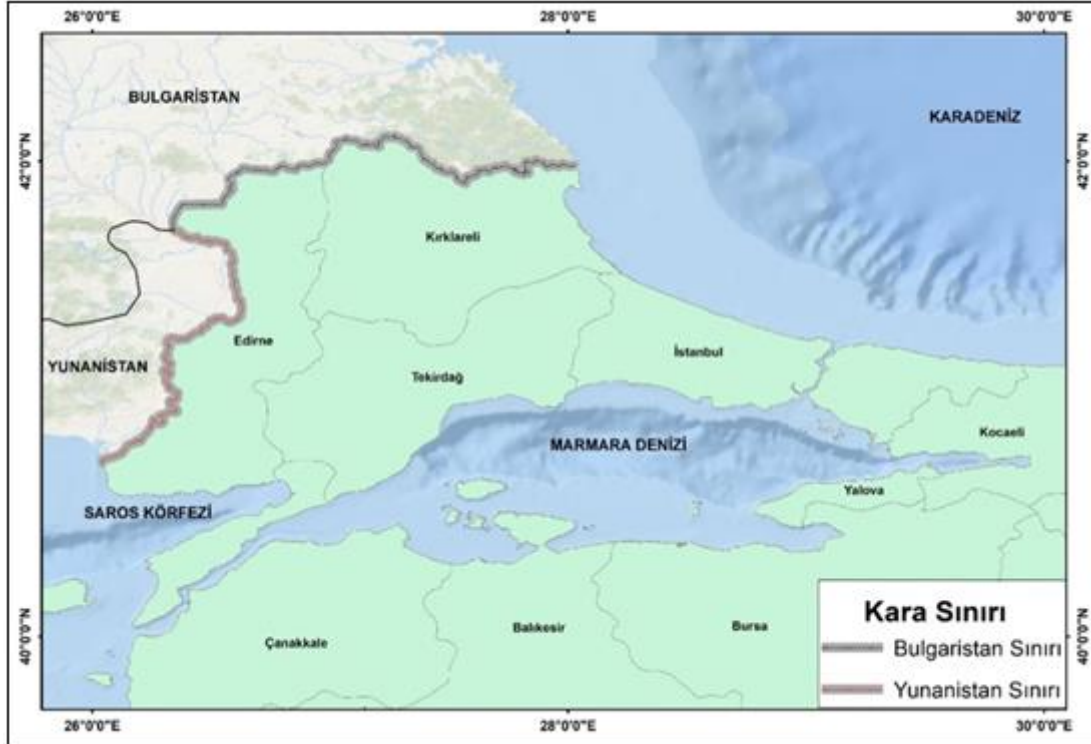 26°0'0"E 28°0'0"E 30°0'0"E
BULGARİSTAN
KARADENİZ
42°0'0"N 42°0'0"N
Kırklareli
Edirne
İstanbul
YUNANİSTAN
Tekirdağ
Kocaeli
MARMARA DENİZİ
Yalova
SAROS KÖRFEZİ
Kara Sınırı
Bulgaristan Sınırı
Yunanistan Sınırı
Çanakkale
Balıkesir
Bursa
40°0'0"N 40°0'0"N
26°0'0"E 28°0'0"E 30°0'0"E